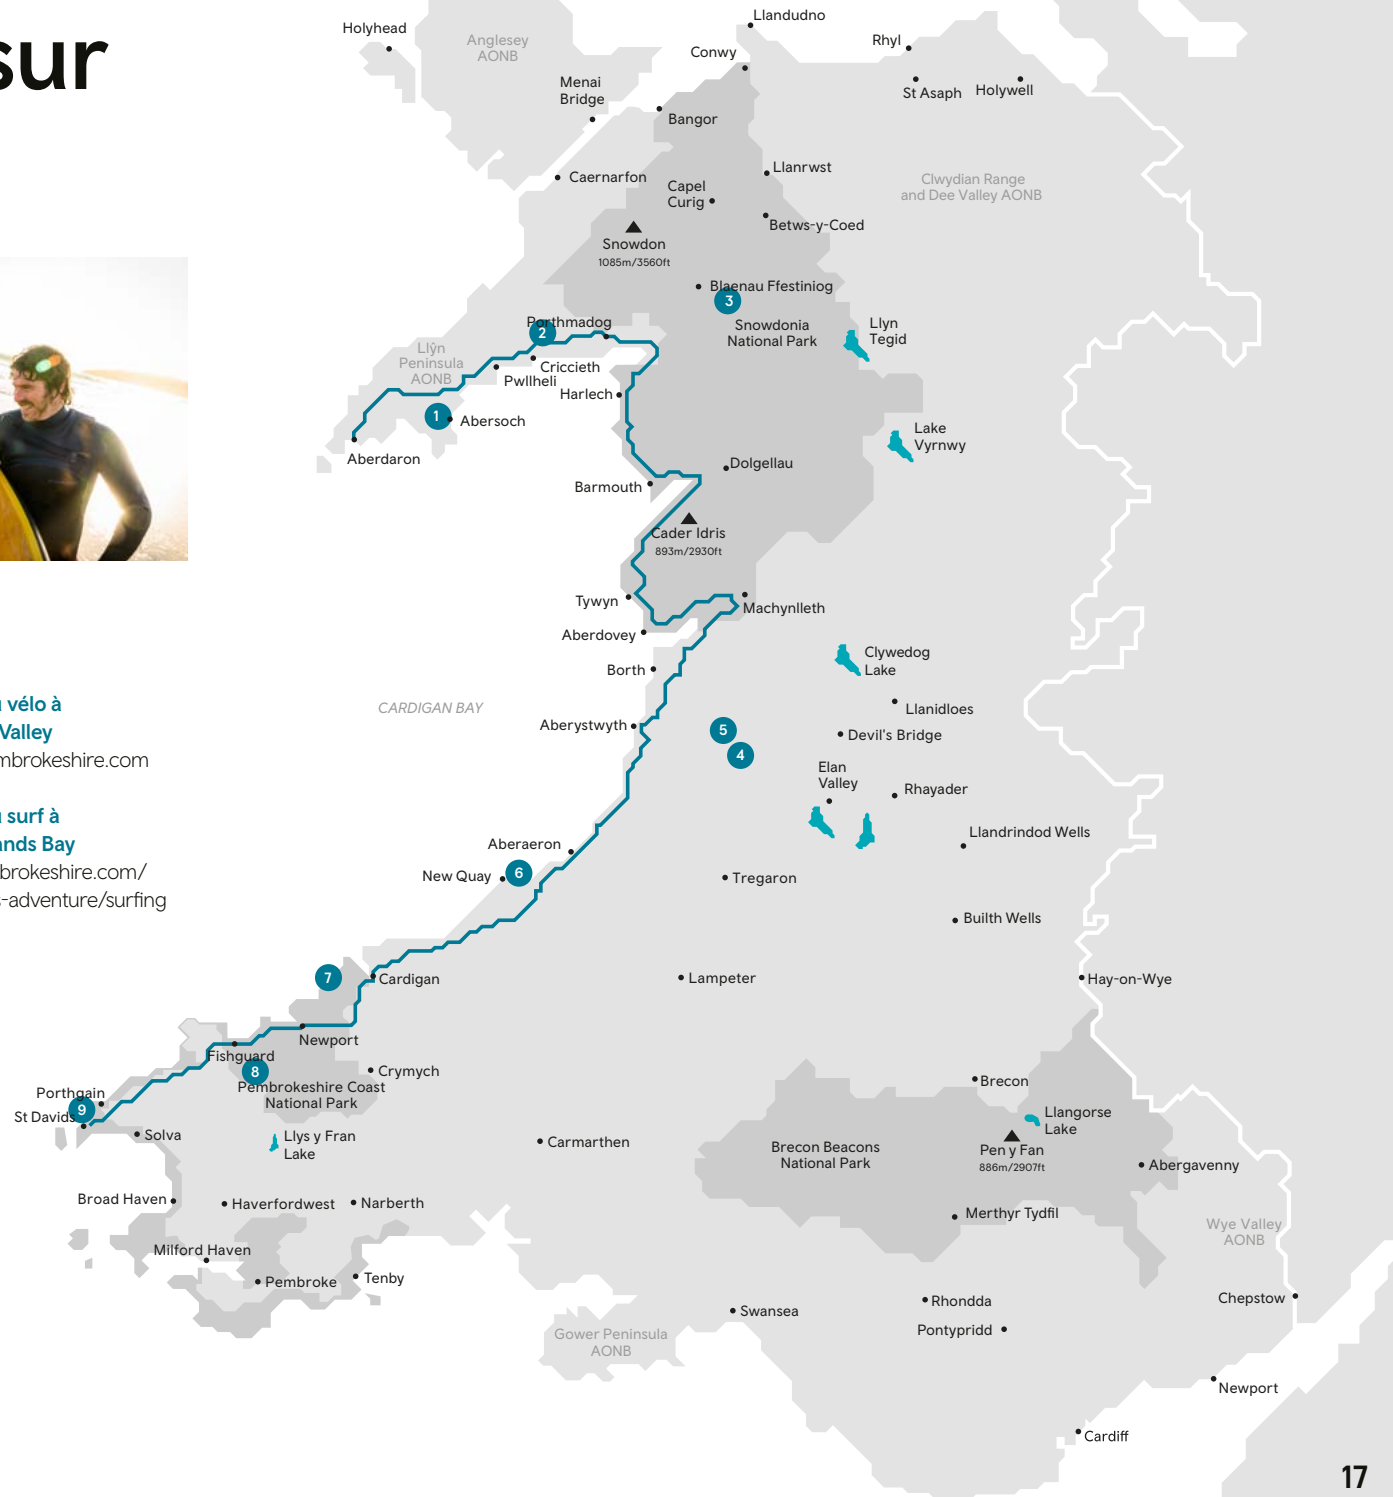 sur
Llandudno
Holyhead
Anglesey
AONB
Conwy
Rhyl
Menai
Bridge
St Asaph
Holywell
Bangor
Llanrwst
Caernarfon
Capel
Curig
Clwydian Range
and Dee Valley AONB
Betws-y-Coed
Snowdon
1085m/3560ft
Blaenau Ffestiniog
3
Porthmadog
2
Snowdonia
National Park
Llyn
Tegid
Llŷn
Peninsula
AONB
Criccieth
Pwllheli
Harlech
1
Abersoch
Lake
Vyrnwy
Aberdaron
Dolgellau
Barmouth
Cader Idris
893m/2930ft
Tywyn
Machynlleth
Aberdovey
Borth
Clywedog
Lake
CARDIGAN BAY
Llanidloes
Aberystwyth
5
Devil's Bridge
4
Elan
Valley
Rhayader
vélo à
Valley
mbrokeshire.com
surf à
ands Bay
brokeshire.com/
-adventure/surfing
Llandrindod Wells
Aberaeron
New Quay
6
Tregaron
Builth Wells
7
Cardigan
Lampeter
Hay-on-Wye
Newport
Fishguard
8
Crymych
Pembrokeshire Coast
National Park
Brecon
Porthgain
9
St Davids
Llangorse
Lake
Solva
Llys y Fran
Lake
Carmarthen
Brecon Beacons
National Park
Pen y Fan
886m/2907ft
Abergavenny
Broad Haven
Haverfordwest
Narberth
Merthyr Tydfil
Wye Valley
AONB
Milford Haven
Pembroke
Tenby
Chepstow
Rhondda
Swansea
Pontypridd
Gower Peninsula
AONB
Newport
Cardiff
17